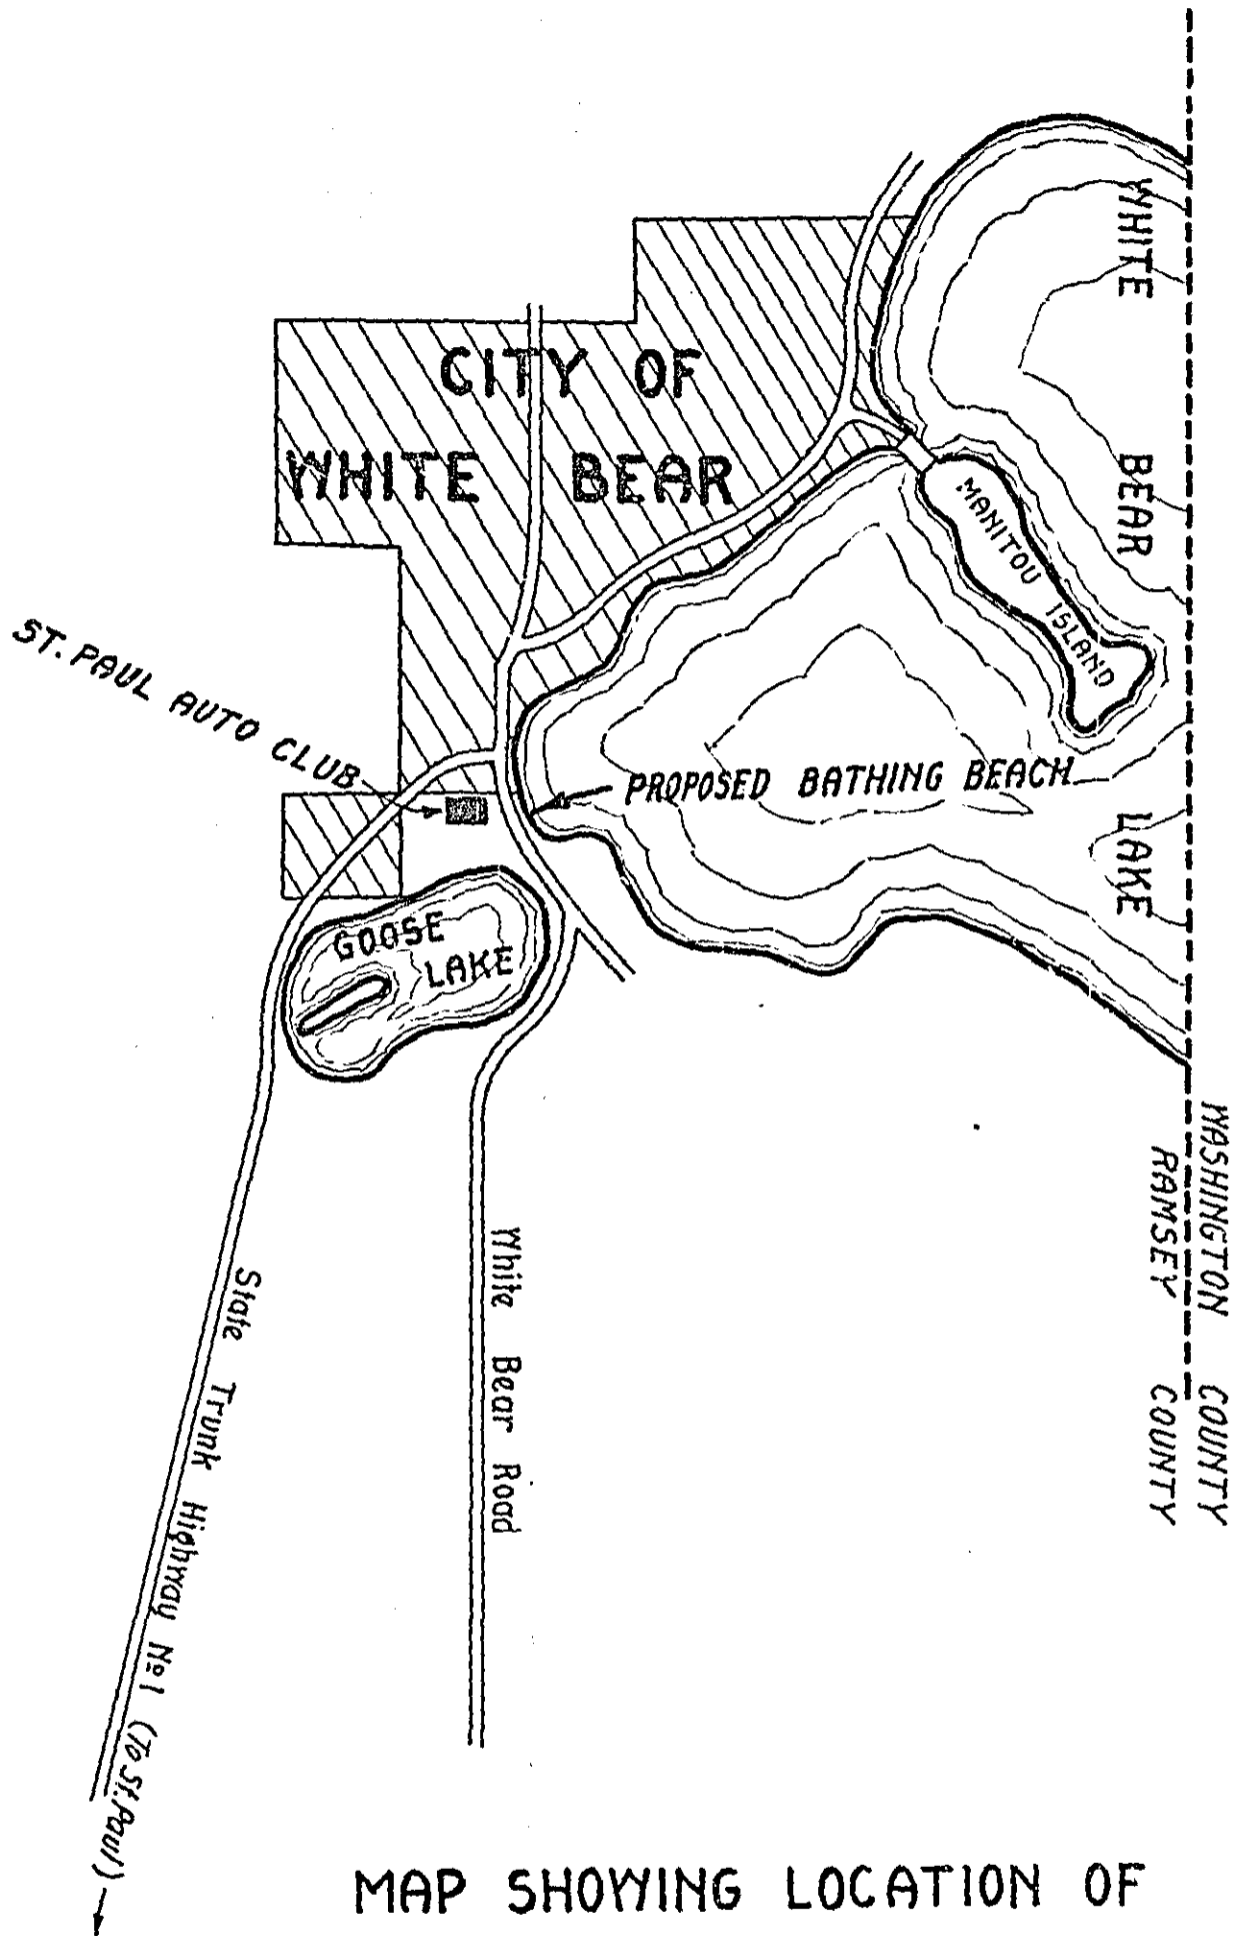 WHITE BEAR LAKE
CITY OF
WHITE BEAR
MANITOU ISLAND
ST. PAUL AUTO CLUB
PROPOSED BATHING BEACH
GOOSE
LAKE
WASHINGTON COUNTY
RAMSEY COUNTY
White Bear Road
State Trunk Highway No 1 (To St. Paul)
MAP SHOWING LOCATION OF